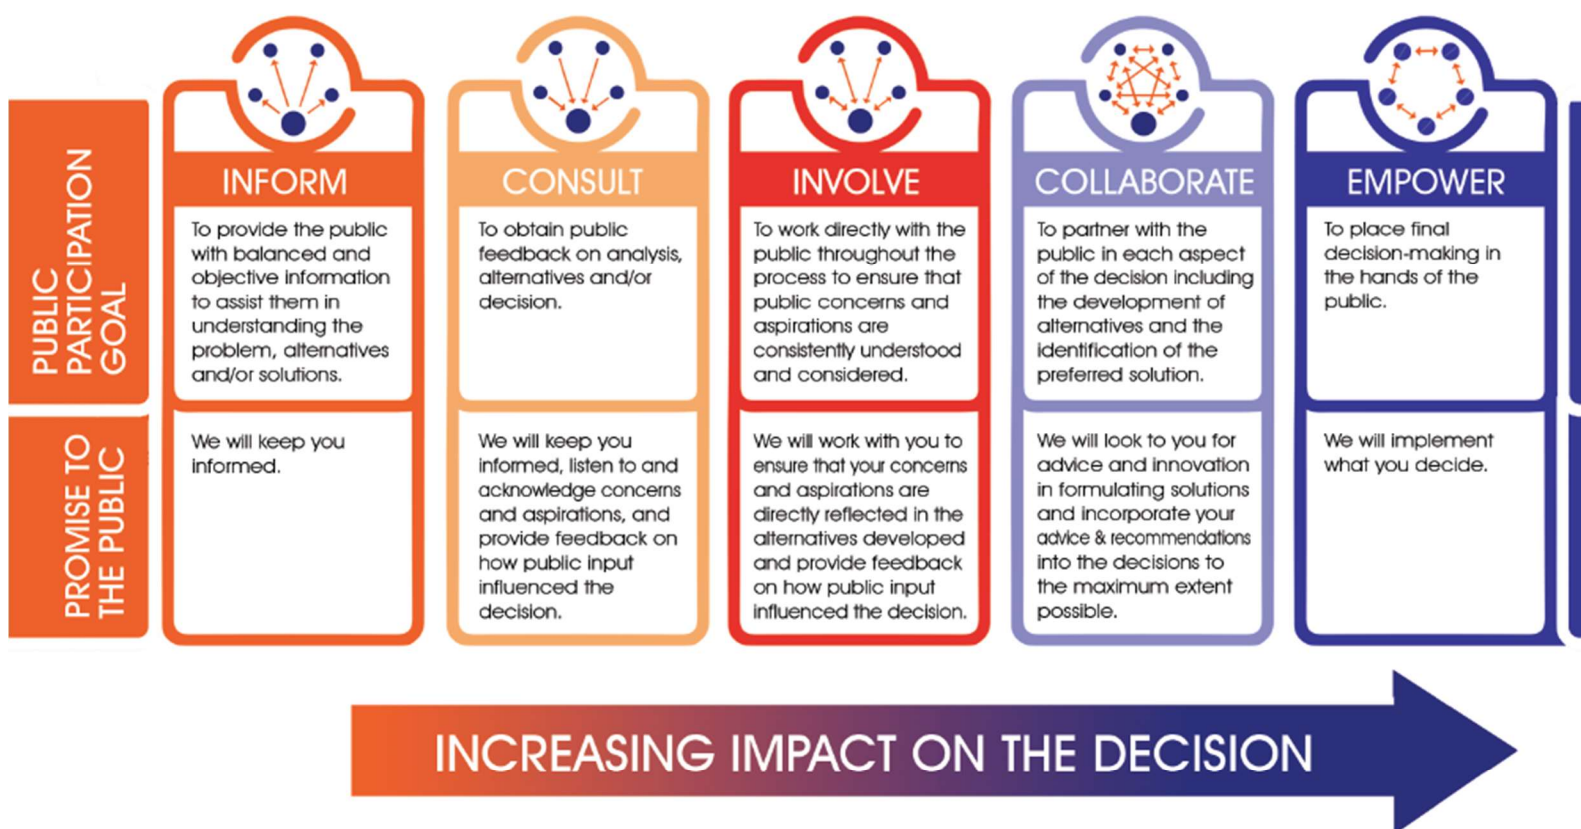 PUBLIC
PARTICIPATION
GOAL
INFORM
To provide the public
with balanced and
objective information
to assist them in
understanding the
problem, alternatives
and/or solutions.
CONSULT
To obtain public
feedback on analysis,
alternatives and/or
decision.
INVOLVE
To work directly with the
public throughout the
process to ensure that
public concerns and
aspirations are
consistently understood
and considered.
COLLABORATE
To partner with the
public in each aspect
of the decision including
the development of
alternatives and the
identification of the
preferred solution.
EMPOWER
To place final
decision-making in
the hands of the
public.
PROMISE TO
THE PUBLIC
We will keep you
informed.
We will keep you
informed, listen to and
acknowledge concerns
and aspirations, and
provide feedback on
how public input
influenced the
decision.
We will work with you to
ensure that your concerns
and aspirations are
directly reflected in the
alternatives developed
and provide feedback
on how public input
influenced the decision.
We will look to you for
advice and innovation
in formulating solutions
and incorporate your
advice & recommendations
into the decisions to
the maximum extent
possible.
We will implement
what you decide.
INCREASING IMPACT ON THE DECISION